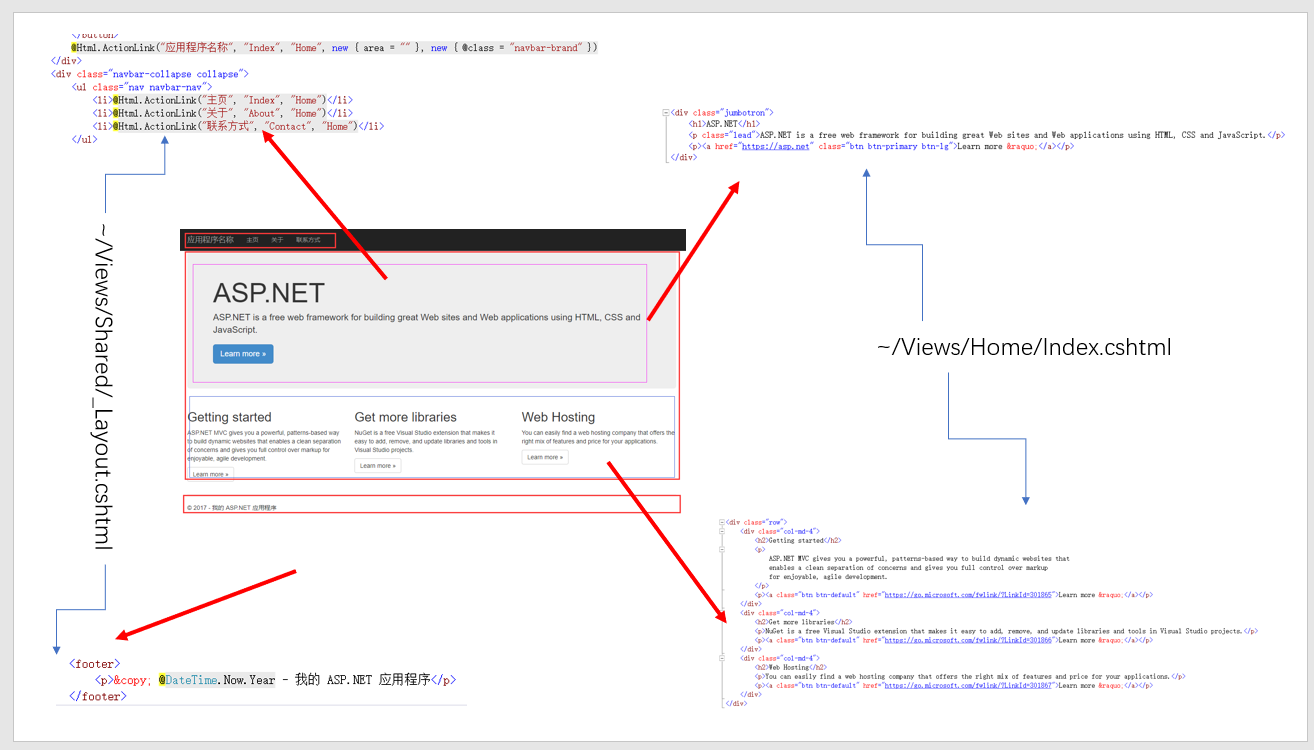 </button>
@Html.ActionLink("应用程序名称", "Index", "Home", new { area = "" }, new { @class = "navbar-brand" })
</div>
<div class="navbar-collapse collapse">
<ul class="nav navbar-nav">
<li>@Html.ActionLink("主页", "Index", "Home")</li>
<li>@Html.ActionLink("关于", "About", "Home")</li>
<li>@Html.ActionLink("联系方式", "Contact", "Home")</li>
</ul>
<div class="jumbotron">
<h1>ASP.NET</h1>
<p class="lead">ASP.NET is a free web framework for building great Web sites and Web applications using HTML, CSS and JavaScript.</p>
<p><a href="https://asp.net" class="btn btn-primary btn-lg">Learn more &raquo;</a></p>
</div>
~/Views/Shared/_Layout.cshtml
应用程序名称 主页 关于 联系方式
ASP.NET
ASP.NET is a free web framework for building great Web sites and Web applications using HTML, CSS and
JavaScript.
Learn more »
Getting started
ASP.NET MVC gives you a powerful, patterns-based way
to build dynamic websites that enables a clean separation
of concerns and gives you full control over markup for
enjoyable, agile development.
Learn more »
Get more libraries
NuGet is a free Visual Studio extension that makes it
easy to add, remove, and update libraries and tools in
Visual Studio projects.
Learn more »
Web Hosting
You can easily find a web hosting company that offers the
right mix of features and price for your applications.
Learn more »
© 2017 - 我的 ASP.NET 应用程序
~/Views/Home/Index.cshtml
<footer>
<p>&copy; @DateTime.Now.Year - 我的 ASP.NET 应用程序</p>
</footer>
<div class="row">
<div class="col-md-4">
<h2>Getting started</h2>
<p>
ASP.NET MVC gives you a powerful, patterns-based way to build dynamic websites that
enables a clean separation of concerns and gives you full control over markup
for enjoyable, agile development.
</p>
<p><a class="btn btn-default" href="https://go.microsoft.com/fwlink/?LinkId=301865">Learn more &raquo;</a></p>
</div>
<div class="col-md-4">
<h2>Get more libraries</h2>
<p>NuGet is a free Visual Studio extension that makes it easy to add, remove, and update libraries and tools in Visual Studio projects.</p>
<p><a class="btn btn-default" href="https://go.microsoft.com/fwlink/?LinkId=301866">Learn more &raquo;</a></p>
</div>
<div class="col-md-4">
<h2>Web Hosting</h2>
<p>You can easily find a web hosting company that offers the right mix of features and price for your applications.</p>
<p><a class="btn btn-default" href="https://go.microsoft.com/fwlink/?LinkId=301867">Learn more &raquo;</a></p>
</div>
</div>